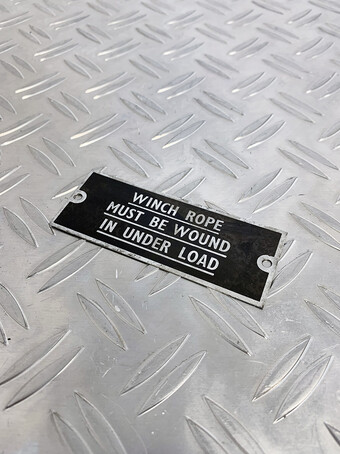 WINCH ROPE
MUST BE WOUND
IN UNDER LOAD